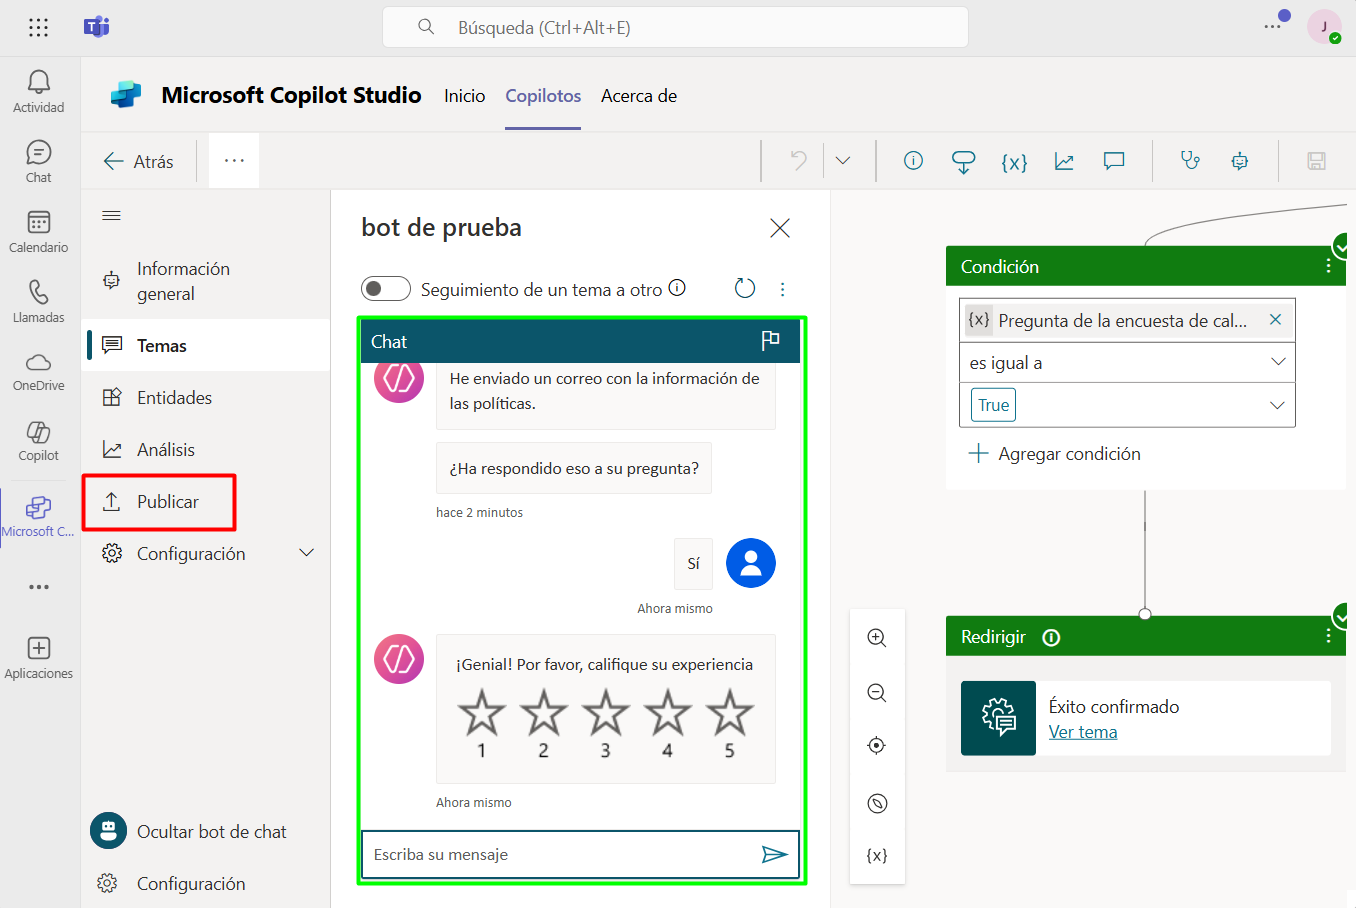 Búsqueda (Ctrl+Alt+E)
J
Actividad
Chat
Calendario
Llamadas
OneDrive
Copilot
Microsoft C...
Aplicaciones
Microsoft Copilot Studio
Inicio
Copilotos
Acerca de
Atrás
{x}
Información
general
Temas
Entidades
Análisis
Publicar
Configuración
Ocultar bot de chat
Configuración
bot de prueba
Seguimiento de un tema a otro
Chat
He enviado un correo con la información de
las políticas.
¿Ha respondido eso a su pregunta?
hace 2 minutos
Sí
Ahora mismo
¡Genial! Por favor, califique su experiencia
1 2 3 4 5
Ahora mismo
Escriba su mensaje
{x}
Condición
{x} Pregunta de la encuesta de cal...
es igual a
True
Agregar condición
Redirigir
Éxito confirmado
Ver tema